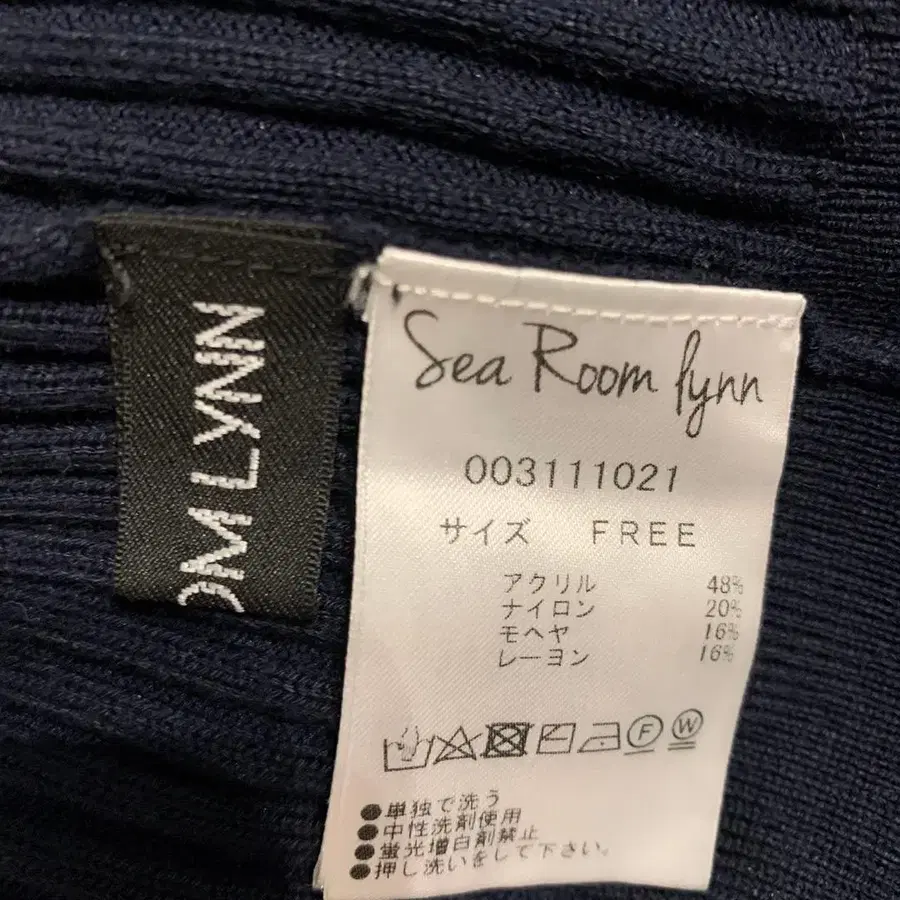 OM LYNN
Sea Room lynn
003111021
サイズ FREE
アクリル 48%
ナイロン 20%
モヘヤ 16%
レーヨン 16%
F W
●単独で洗う
●中性洗剤使用
●蛍光増白剤禁止
●押し洗いをして下さい。